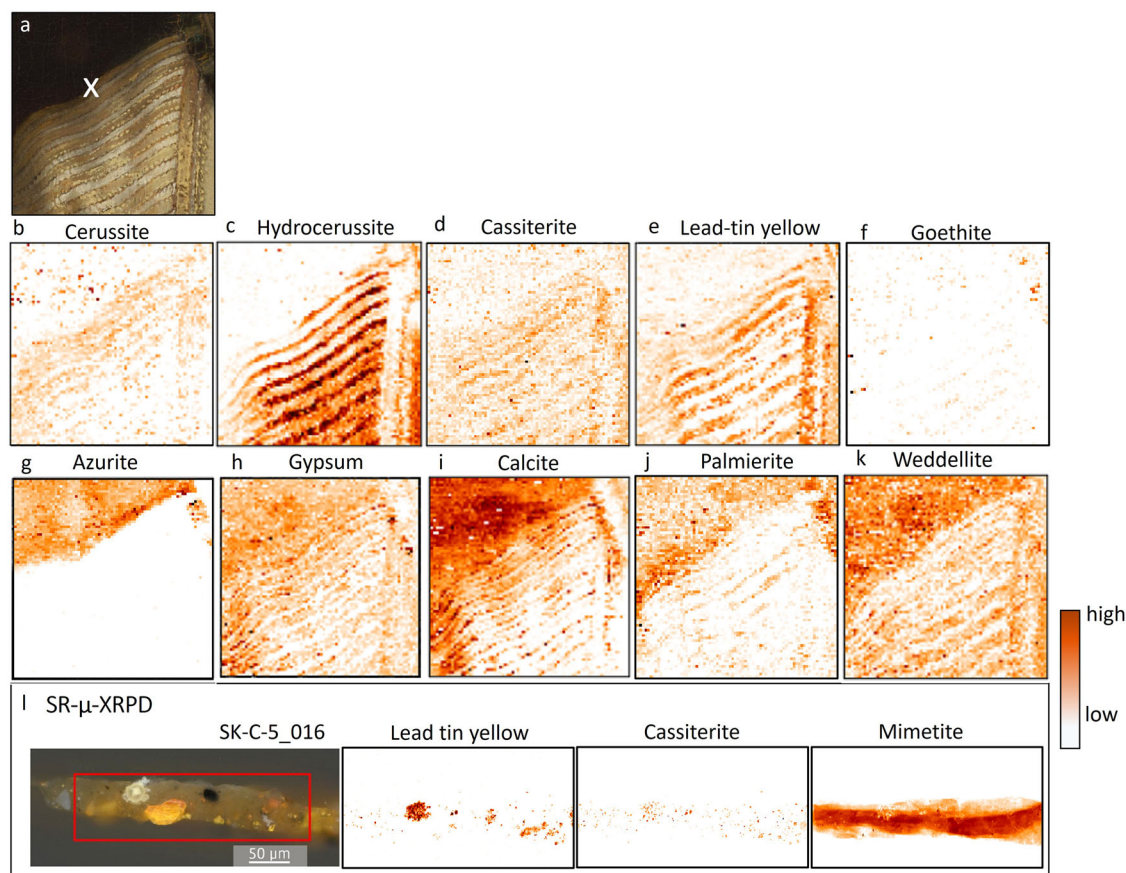 a
X
b Cerussite
c Hydrocerussite
d Cassiterite
e Lead-tin yellow
f Goethite
g Azurite
h Gypsum
i Calcite
j Palmierite
k Weddellite
high
low
l SR-μ-XRPD
SK-C-5_016
Lead tin yellow
Cassiterite
Mimetite
50 μm